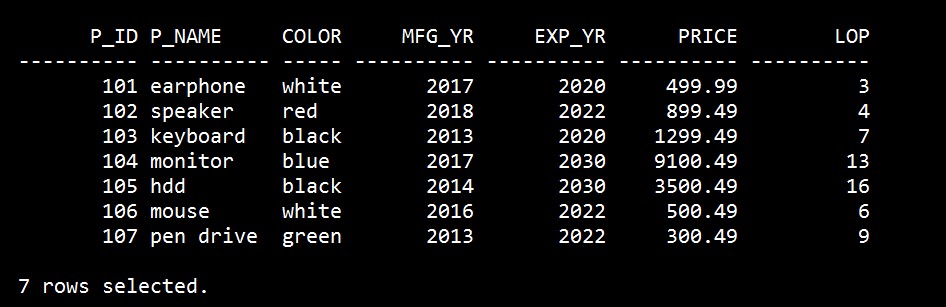 P_ID P_NAME COLOR MFG_YR EXP_YR PRICE LOP
---------- ---------- ----- ---------- ---------- ---------- ----------
101 earphone white 2017 2020 499.99 3
102 speaker red 2018 2022 899.49 4
103 keyboard black 2013 2020 1299.49 7
104 monitor blue 2017 2030 9100.49 13
105 hdd black 2014 2030 3500.49 16
106 mouse white 2016 2022 500.49 6
107 pen drive green 2013 2022 300.49 9
7 rows selected.